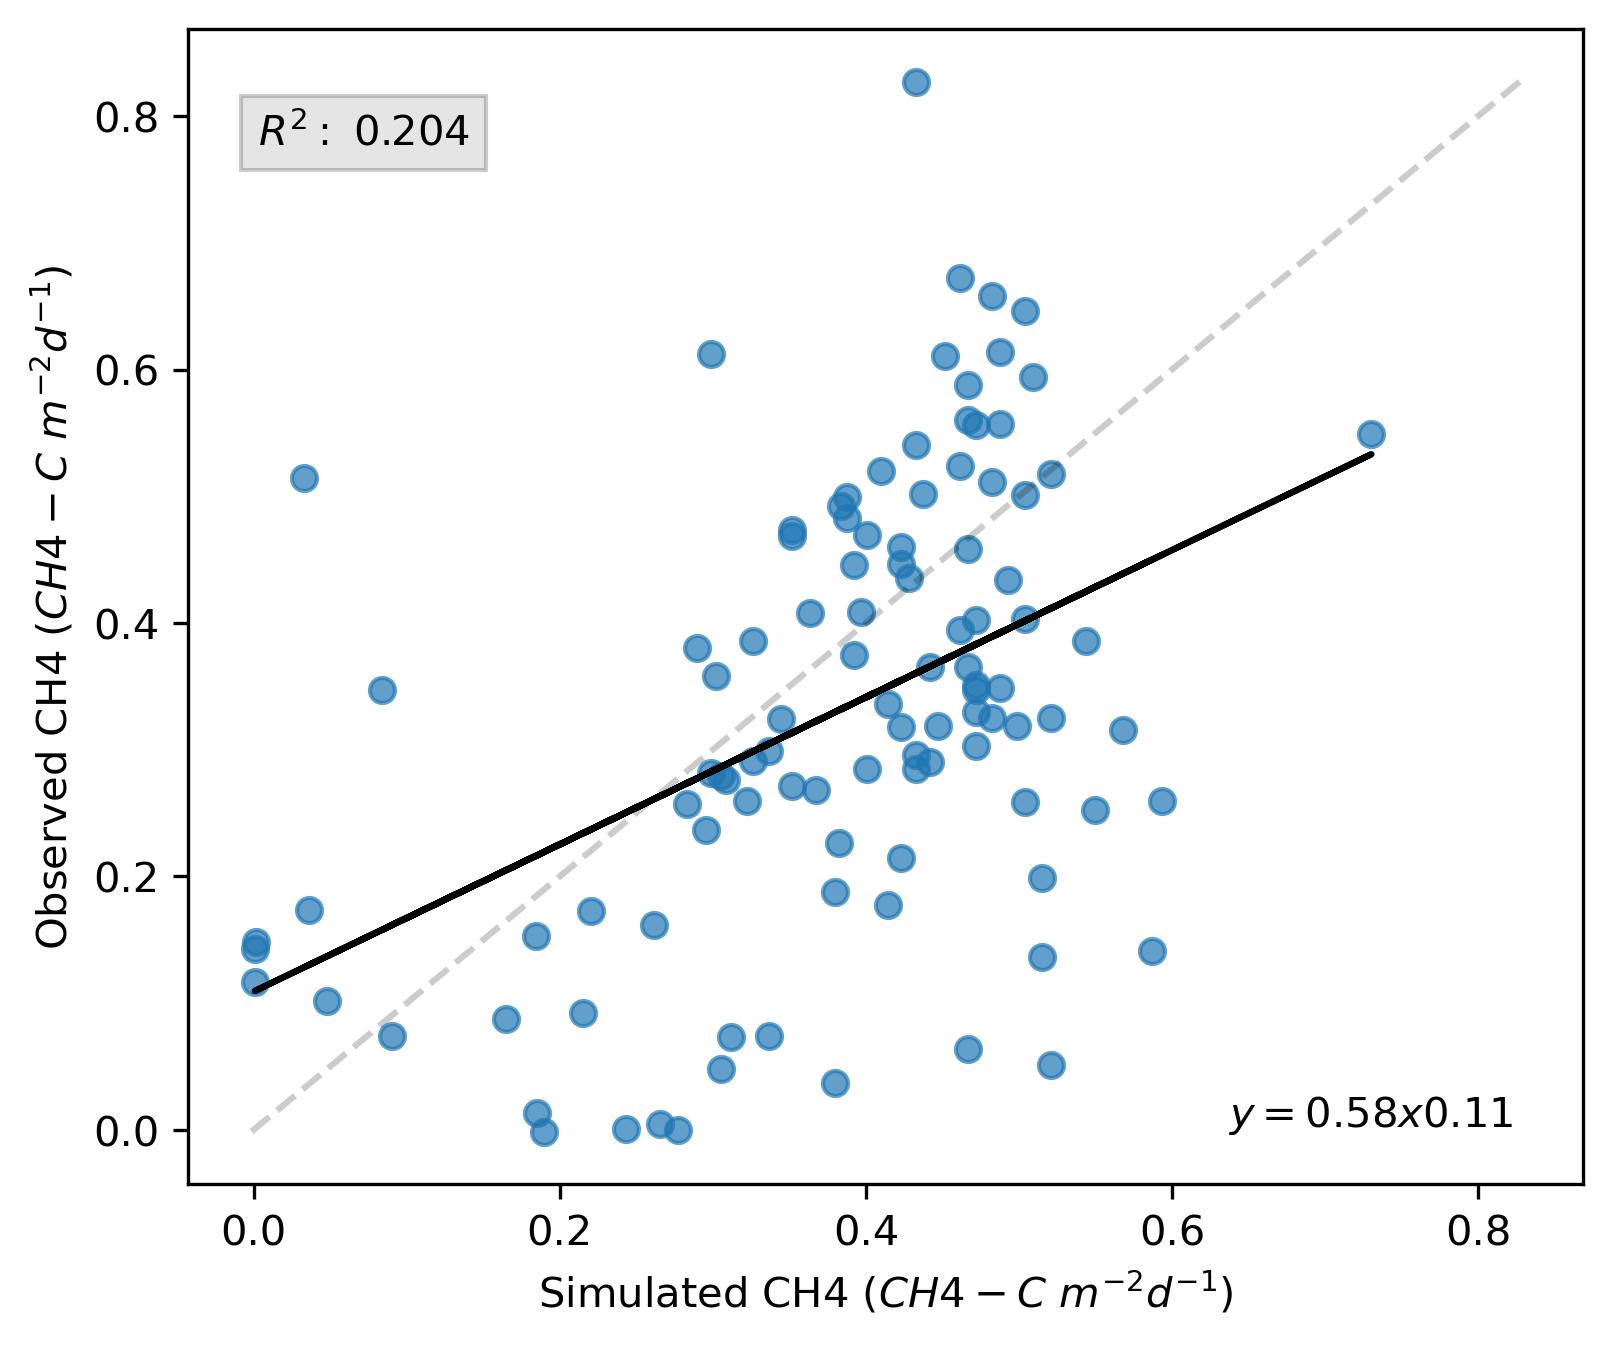 R²: 0.204
0.8
0.6
0.4
0.2
0.0
Observed CH4 (CH4 − C m⁻²d⁻¹)
y = 0.58x0.11
0.0 0.2 0.4 0.6 0.8
Simulated CH4 (CH4 − C m⁻²d⁻¹)